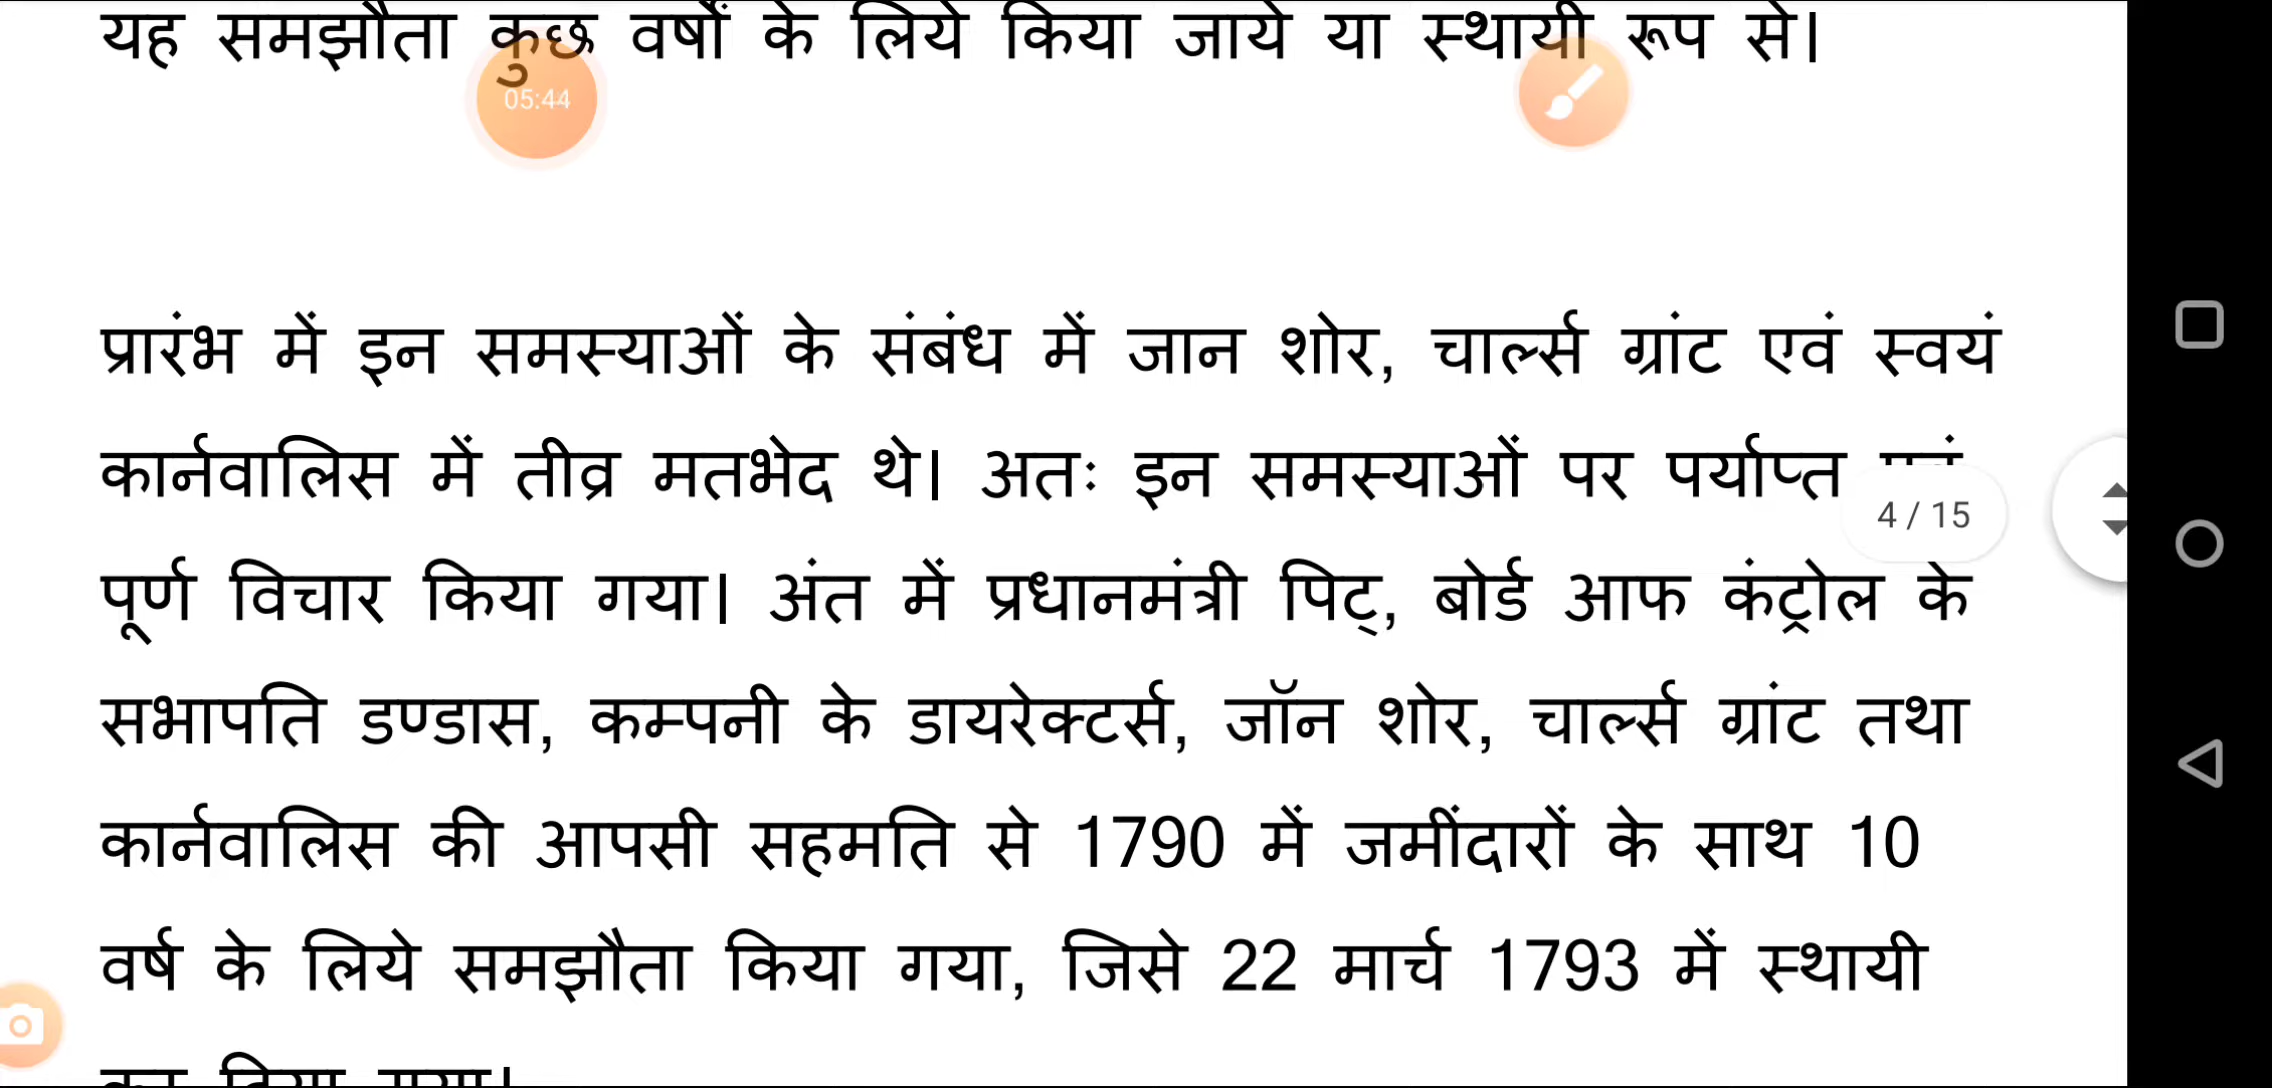 यह समझौता कुछ वर्षों के लिये किया जाये या स्थायी रूप से।
05:44
प्रारंभ में इन समस्याओं के संबंध में जान शोर, चार्ल्स ग्रांट एवं स्वयं
कार्नवालिस में तीव्र मतभेद थे। अतः इन समस्याओं पर पर्याप्त
4 / 15
पूर्ण विचार किया गया। अंत में प्रधानमंत्री पिट्, बोर्ड आफ कंट्रोल के
सभापति डण्डास, कम्पनी के डायरेक्टर्स, जॉन शोर, चार्ल्स ग्रांट तथा
कार्नवालिस की आपसी सहमति से 1790 में जमींदारों के साथ 10
वर्ष के लिये समझौता किया गया, जिसे 22 मार्च 1793 में स्थायी